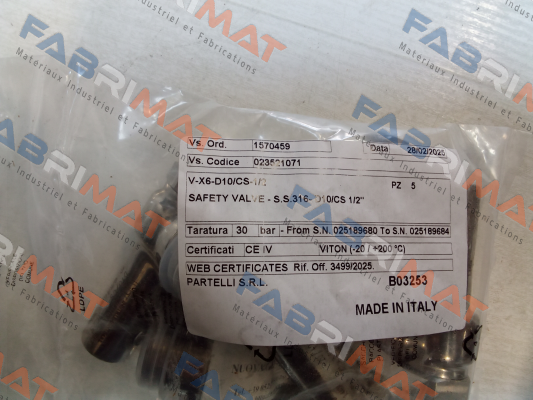 FABRIMAT
Materiaux Industriel et Fabrications
Vs. Ord. 1570459 Data 28/02/2025
Vs. Codice
V-X6-D10/CS-1/2 PZ 5
SAFETY VALVE - S.S.316-D10/CS 1/2"
Taratura 30 bar - From S.N. 025189680 To S.N. 025189684
Certificati CE IV VITON (-20 / +200 °C)
WEB CERTIFICATES Rif. Off. 3499/2025.
PARTELLI S.R.L. B03253
MADE IN ITALY
LDPE